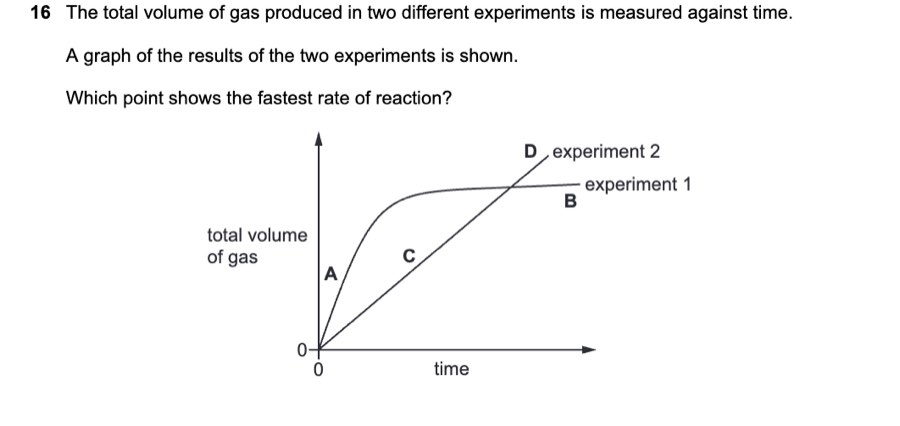 16 The total volume of gas produced in two different experiments is measured against time.
A graph of the results of the two experiments is shown.
Which point shows the fastest rate of reaction?
D experiment 2
experiment 1
B
total volume
of gas
C
A
0
0
time